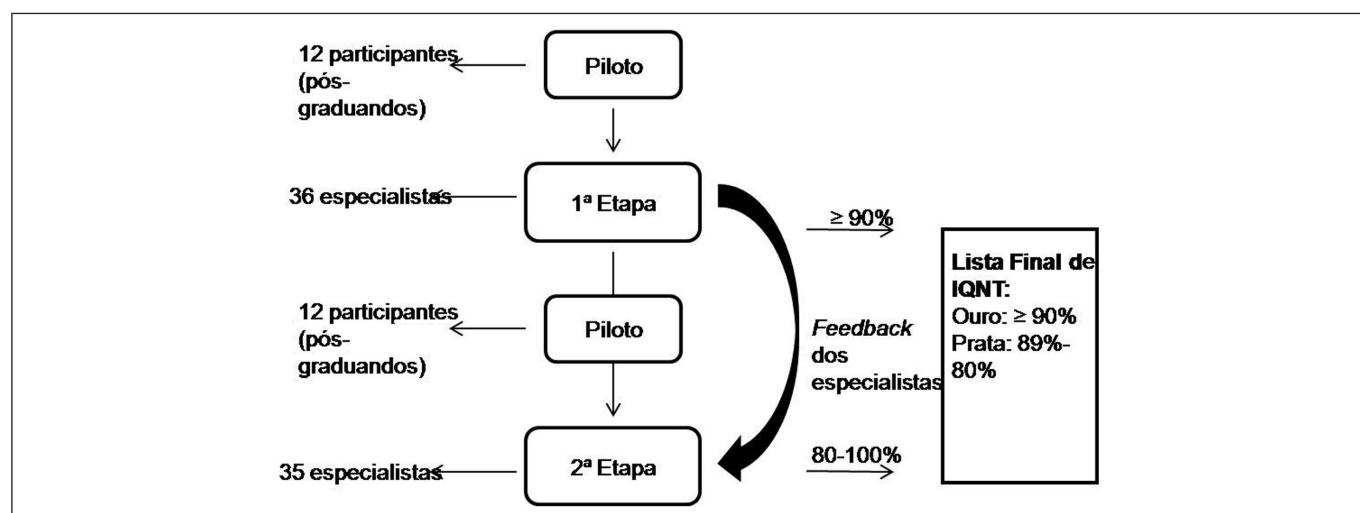 12 participantes
(pós-
graduandos)
Piloto
36 especialistas
1ª Etapa
≥ 90%
12 participantes
(pós-
graduandos)
Piloto
Feedback
dos
especialistas
Lista Final de
IQNT:
Ouro: ≥ 90%
Prata: 89%-
80%
35 especialistas
2ª Etapa
80-100%